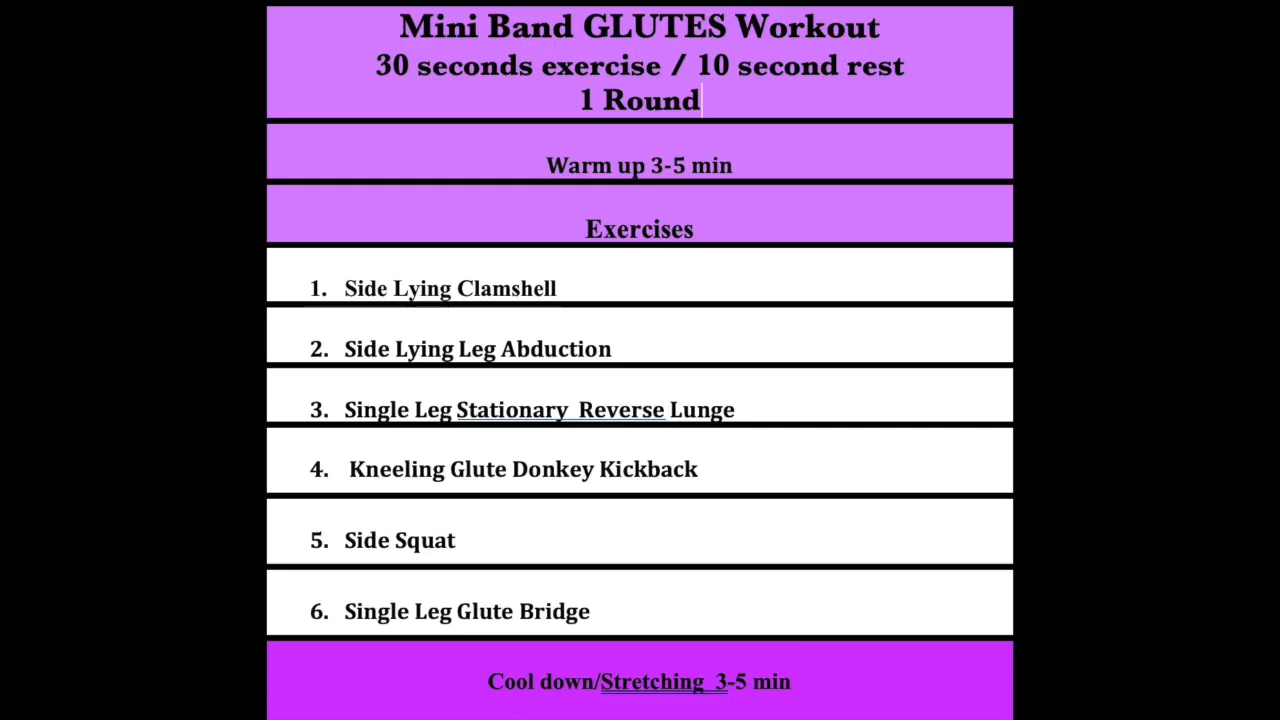 Mini Band GLUTES Workout
30 seconds exercise / 10 second rest
1 Round
Warm up 3-5 min
Exercises
1. Side Lying Clamshell
2. Side Lying Leg Abduction
3. Single Leg Stationary  Reverse Lunge
4. Kneeling Glute Donkey Kickback
5. Side Squat
6. Single Leg Glute Bridge
Cool down/Stretching  3-5 min